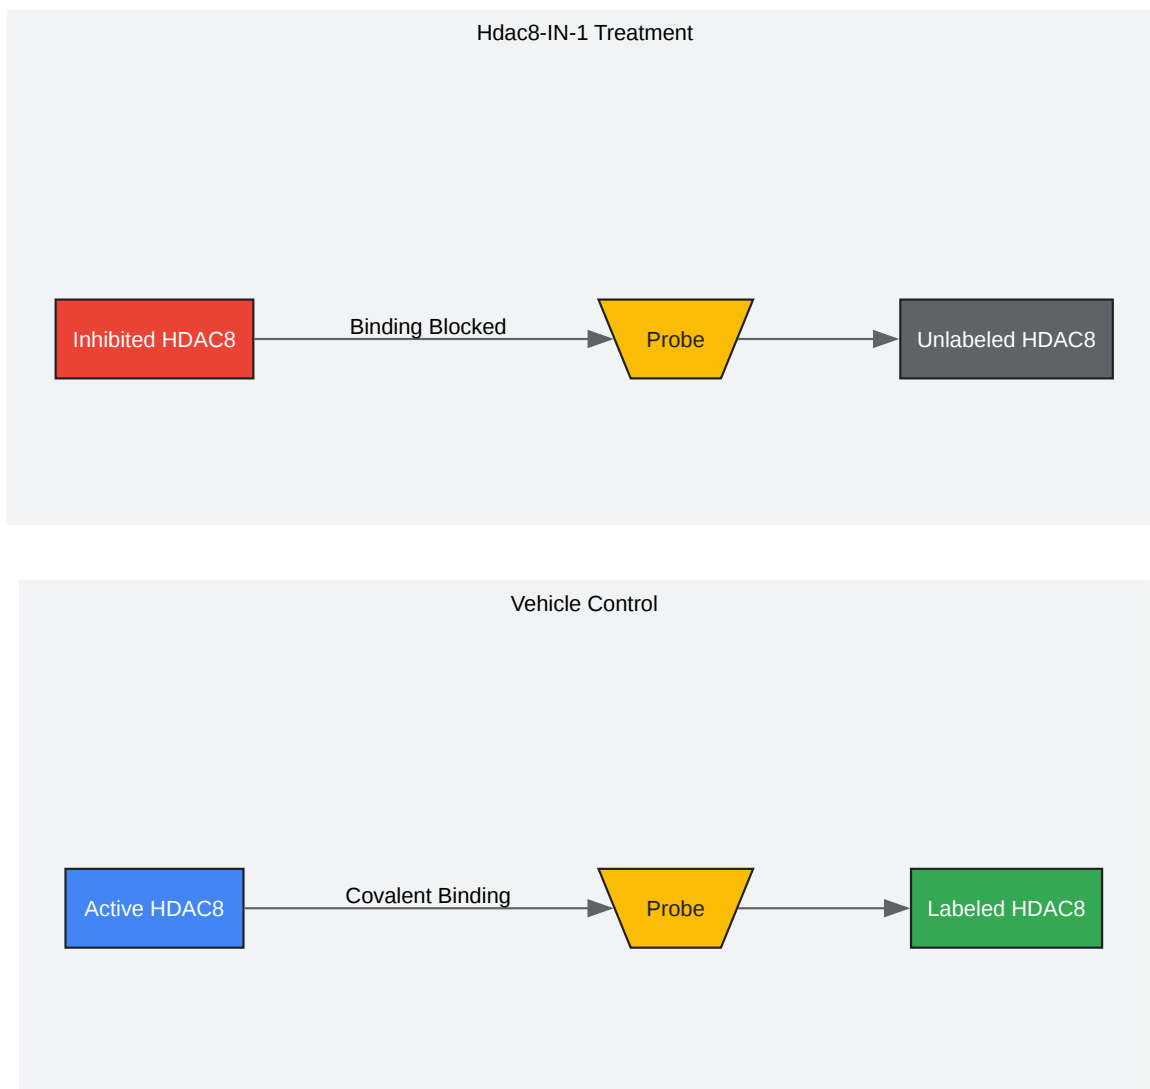 Hdac8-IN-1 Treatment
Inhibited HDAC8
Binding Blocked
Probe
Unlabeled HDAC8
Vehicle Control
Active HDAC8
Covalent Binding
Probe
Labeled HDAC8